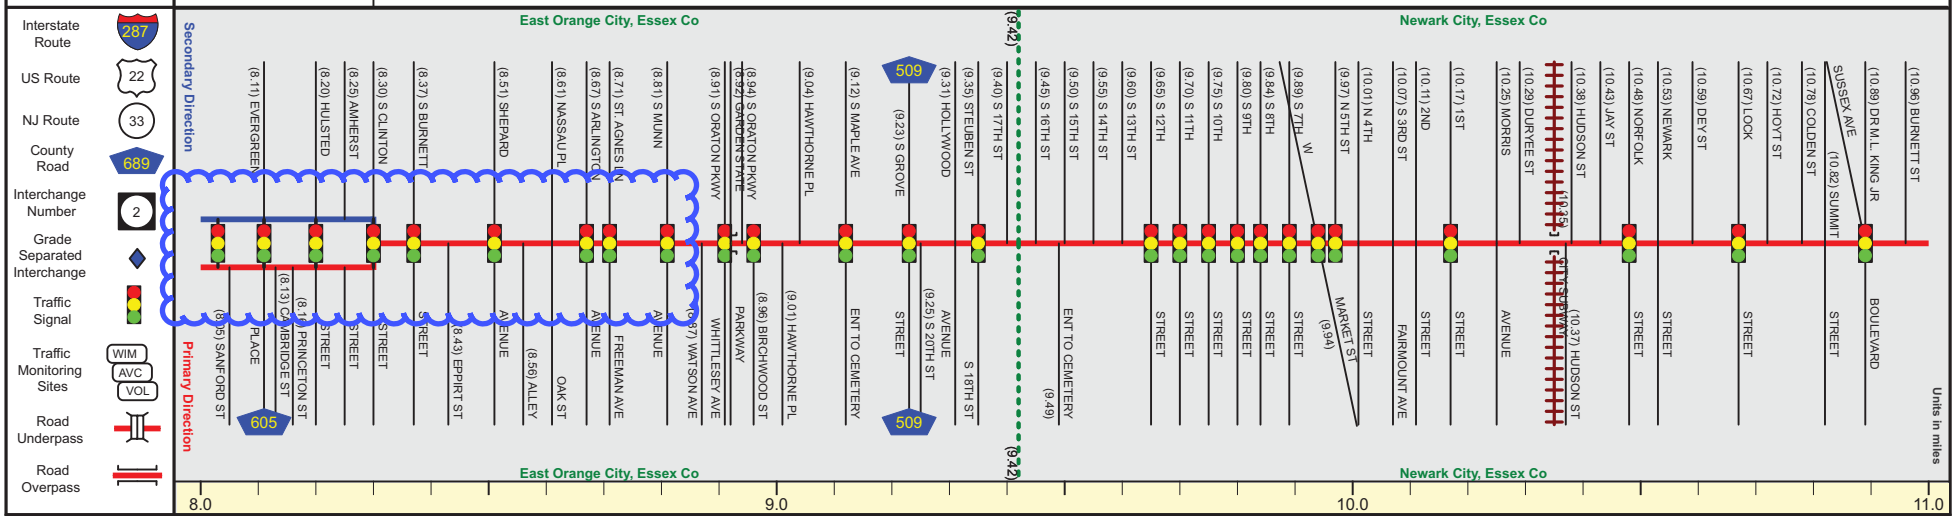 Interstate
Route
287
US Route
22
NJ Route
33
County
Road
689
Interchange
Number
2
Grade
Separated
Interchange
Traffic
Signal
Traffic
Monitoring
Sites
WIM
AVC
VOL
Road
Underpass
Road
Overpass
Secondary Direction
Primary Direction
East Orange City, Essex Co
Newark City, Essex Co
(9.42)
(8.11) EVERGREEN
(8.20) HULSTED
(8.25) AMHERST
(8.30) S CLINTON
(8.37) S BURNETT
(8.51) SHEPARD
(8.61) NASSAU PL
(8.67) S ARLINGTON
(8.71) ST. AGNES LN
(8.81) S MUNN
(8.91) S ORATON PKWY
(8.92) GARDEN STATE
(8.94) S ORATON PKWY
(9.04) HAWTHORNE PL
(9.12) S MAPLE AVE
509
(9.23) S GROVE
(9.31) HOLLYWOOD
(9.35) STEUBEN ST
(9.40) S 17TH ST
(9.45) S 16TH ST
(9.50) S 15TH ST
(9.55) S 14TH ST
(9.60) S 13TH ST
(9.65) S 12TH
(9.70) S 11TH
(9.75) S 10TH
(9.80) S 9TH
(9.84) S 8TH
(9.89) S 7TH
W
(9.97) N 5TH ST
(10.01) N 4TH
(10.07) S 3RD ST
(10.11) 2ND
(10.17) 1ST
(10.25) MORRIS
(10.29) DURYEE ST
(10.35)
(10.38) HUDSON ST
(10.43) JAY ST
(10.48) NORFOLK
(10.53) NEWARK
(10.59) DEY ST
(10.67) LOCK
(10.72) HOYT ST
(10.78) COLDEN ST
SUSSEX AVE
(10.82) SUMMIT
(10.89) DR M.L. KING JR
(10.96) BURNETT ST
(8.05) SANFORD ST
PLACE
605
(8.13) CAMBRIDGE ST
(8.16) PRINCETON ST
STREET
STREET
STREET
STREET
(8.43) EPPIRT ST
AVENUE
(8.56) ALLEY
OAK ST
AVENUE
FREEMAN AVE
AVENUE
(8.87) WATSON AVE
WHITTLESEY AVE
PARKWAY
(8.96) BIRCHWOOD ST
(9.01) HAWTHORNE PL
ENT TO CEMETERY
STREET
509
(9.25) S 20TH ST
AVENUE
S 18TH ST
(9.49)
ENT TO CEMETERY
STREET
STREET
STREET
STREET
STREET
STREET
(9.94)
MARKET ST
STREET
FAIRMOUNT AVE
STREET
STREET
AVENUE
CITY SUBWAY
(10.37) HUDSON ST
STREET
STREET
STREET
STREET
BOULEVARD
East Orange City, Essex Co
(9.42)
Newark City, Essex Co
Units in miles
8.0
9.0
10.0
11.0